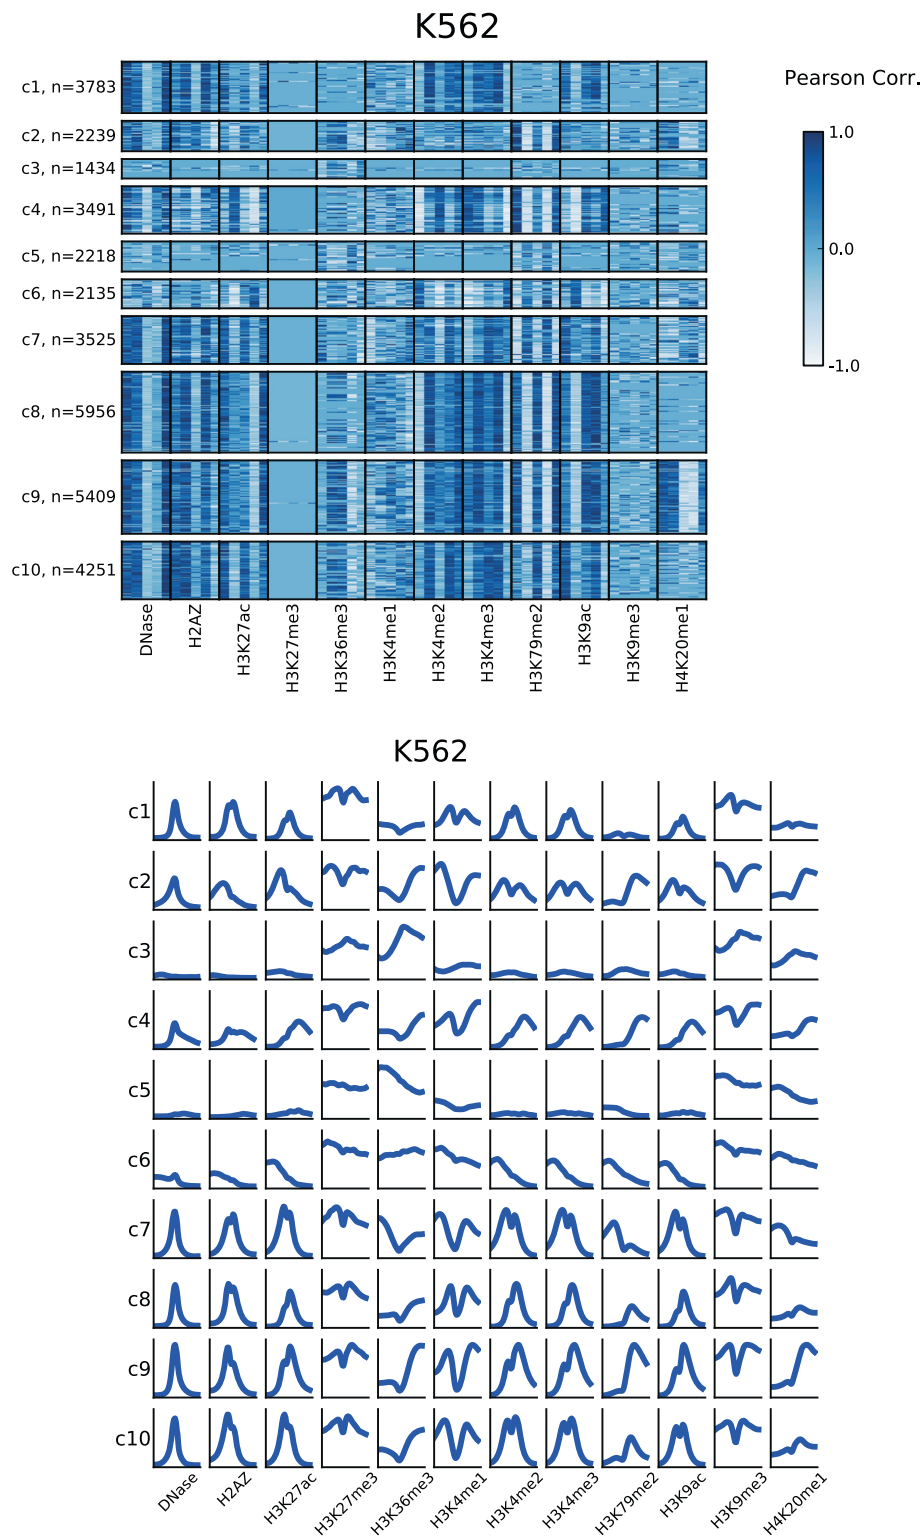 K562
Pearson Corr.
c1, n=3783
c2, n=2239
c3, n=1434
c4, n=3491
c5, n=2218
c6, n=2135
c7, n=3525
c8, n=5956
c9, n=5409
c10, n=4251
1.0
0.0
-1.0
DNase
H2AZ
H3K27ac
H3K27me3
H3K36me3
H3K4me1
H3K4me2
H3K4me3
H3K79me2
H3K9ac
H3K9me3
H4K20me1
K562
c1
c2
c3
c4
c5
c6
c7
c8
c9
c10
DNase
H2AZ
H3K27ac
H3K27me3
H3K36me3
H3K4me1
H3K4me2
H3K4me3
H3K79me2
H3K9ac
H3K9me3
H4K20me1